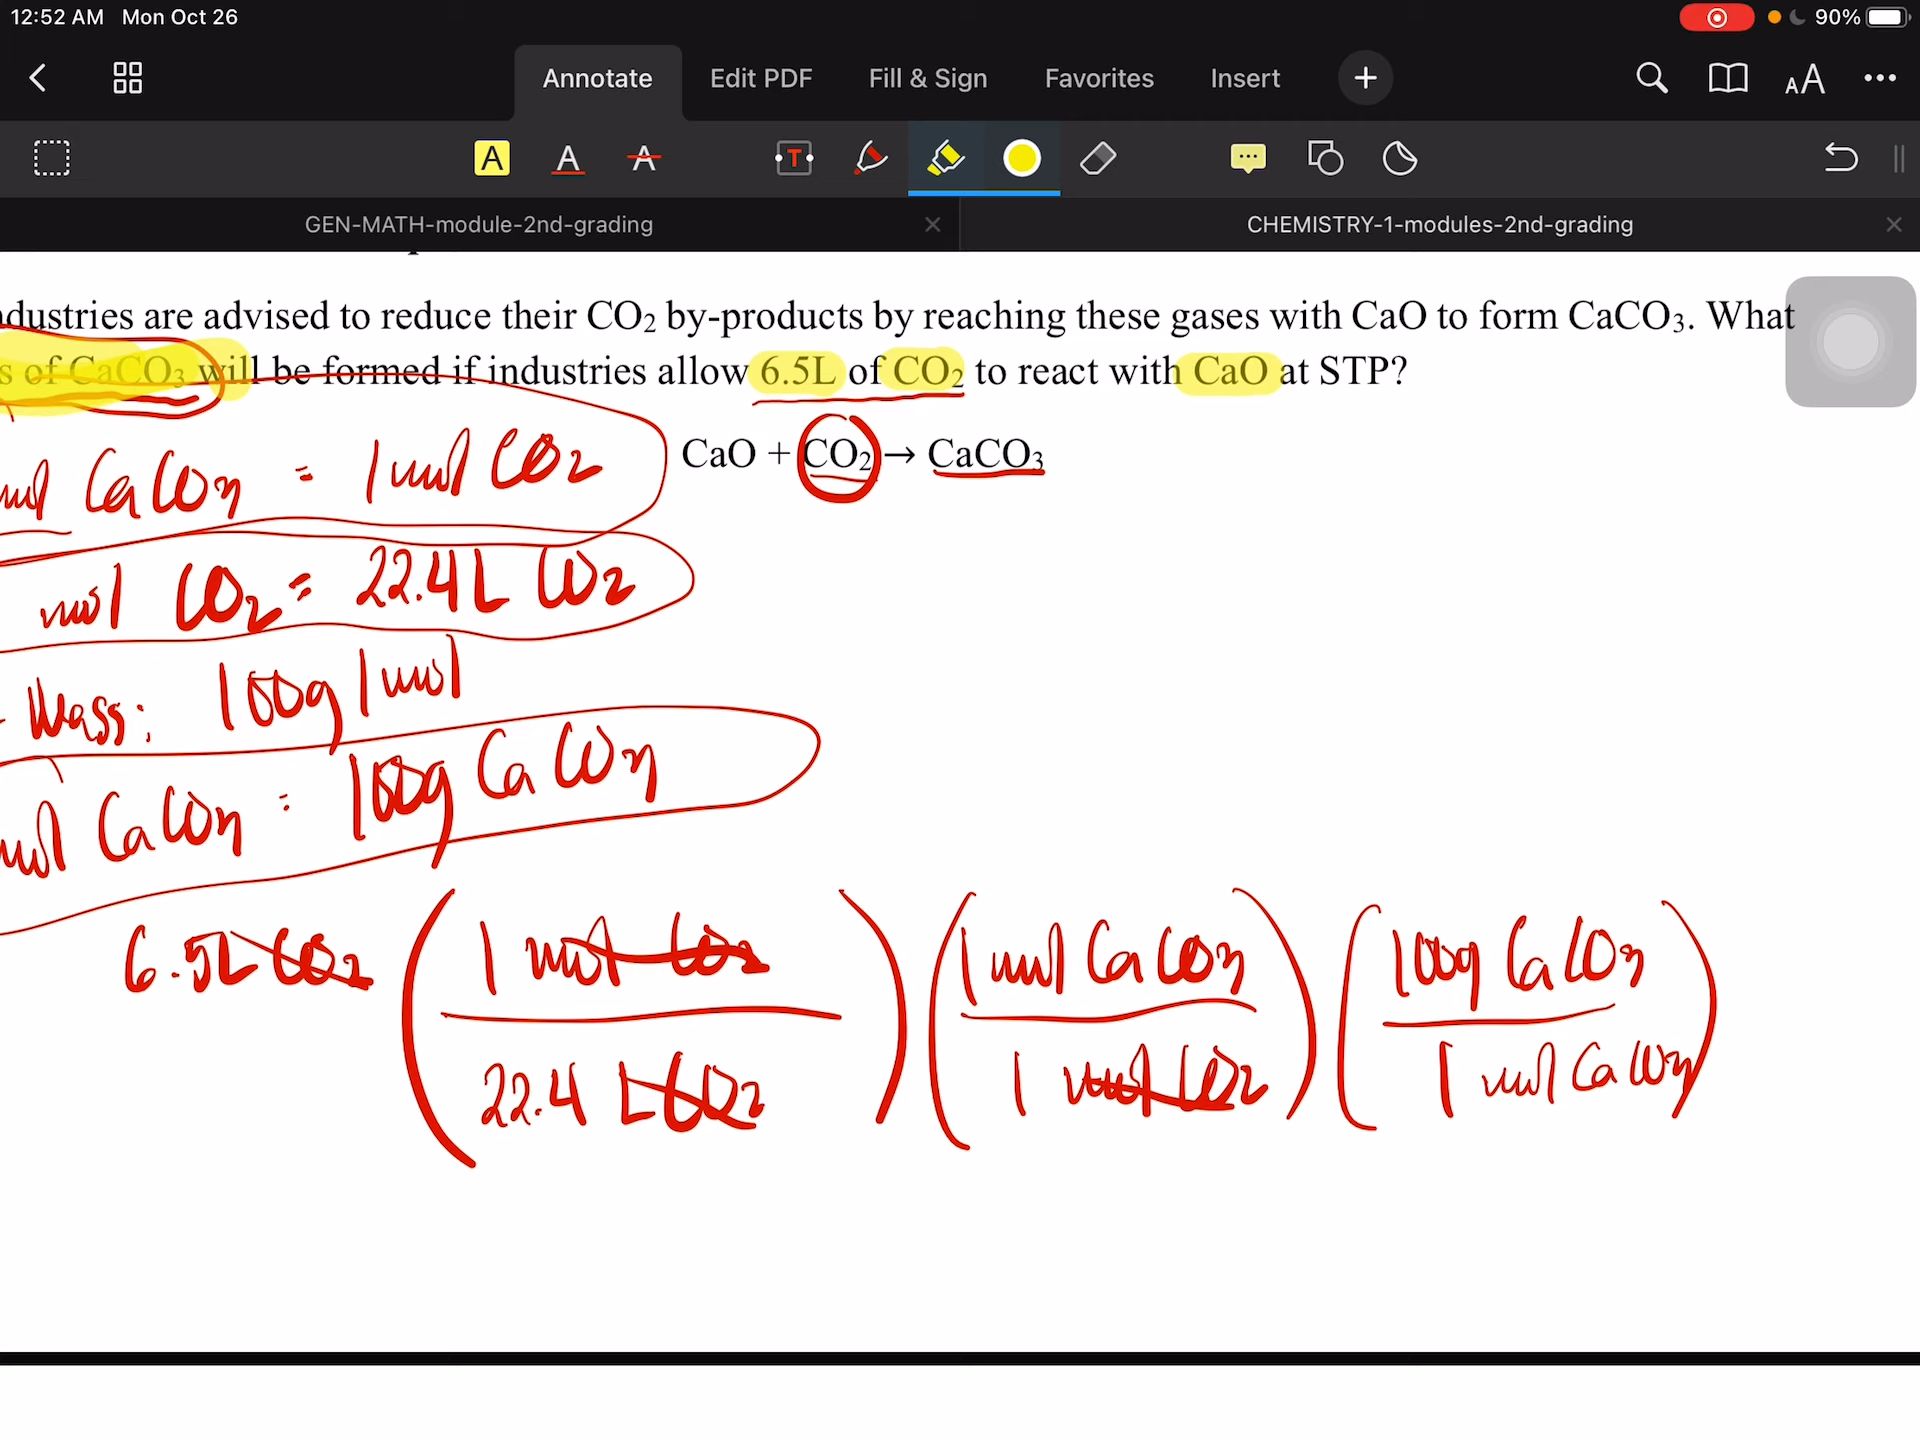 12:52 AM Mon Oct 26 90%
Annotate Edit PDF Fill & Sign Favorites Insert + AA
A A A T
GEN-MATH-module-2nd-grading × CHEMISTRY-1-modules-2nd-grading ×
dustries are advised to reduce their CO₂ by-products by reaching these gases with CaO to form CaCO₃. What
s of CaCO₃ will be formed if industries allow 6.5L of CO₂ to react with CaO at STP?
CaO + CO₂ → CaCO₃
mol CaCO₃ = 1 mol CO₂
mol CO₂ = 22.4 L CO₂
Mass: 100g 1 mol
mol CaCO₃ = 100g CaCO₃
6.5L CO₂ (1 mol CO₂ / 22.4 L CO₂) (1 mol CaCO₃ / 1 mol CO₂) (100g CaCO₃ / 1 mol CaCO₃)